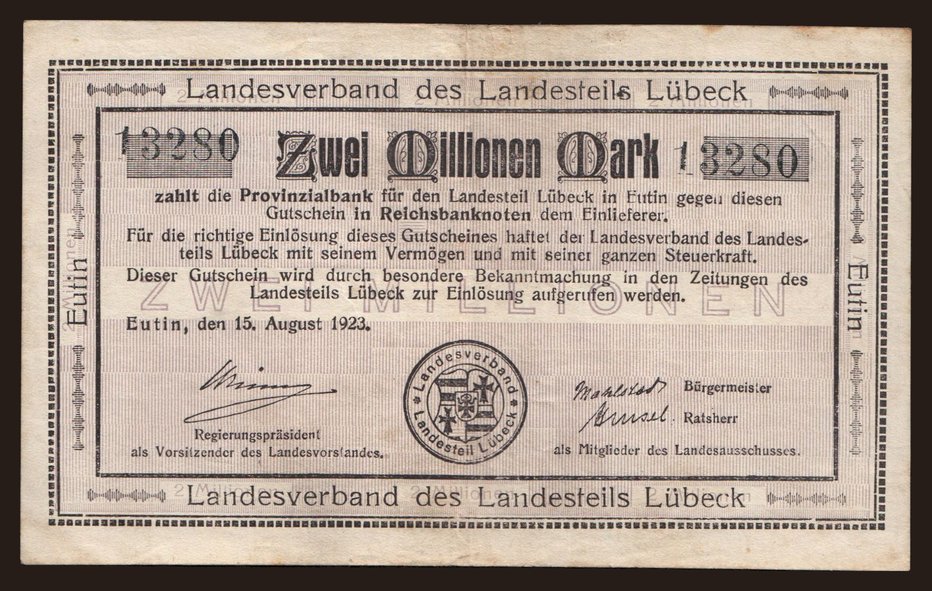 Landesverband des Landesteils Lübeck
13280 Zwei Millionen Mark 13280
zahlt die Provinzialbank für den Landesteil Lübeck in Eutin gegen diesen
Gutschein in Reichsbanknoten dem Einlieferer.
Für die richtige Einlösung dieses Gutscheines haftet der Landesverband des Landes-
teils Lübeck mit seinem Vermögen und mit seiner ganzen Steuerkraft.
Dieser Gutschein wird durch besondere Bekanntmachung in den Zeitungen des
Landesteils Lübeck zur Einlösung aufgerufen werden.
ZWEI MILLIONEN
Eutin, den 15. August 1923.
Eutin
Eutin
Regierungspräsident
als Vorsitzender des Landesvorstandes.
Landesverband
Landesteil Lübeck
Mahlstedt Bürgermeister
Ratsherr
als Mitglieder des Landesausschusses.
Landesverband des Landesteils Lübeck